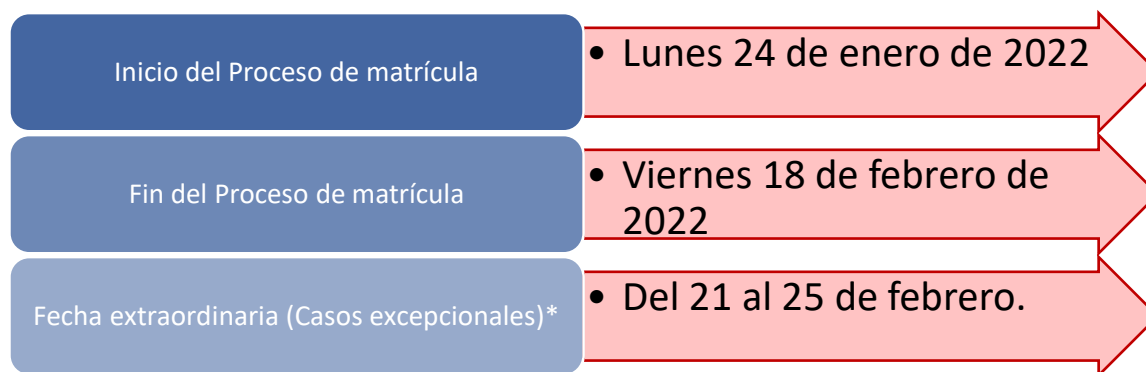 Inicio del Proceso de matrícula
• Lunes 24 de enero de 2022
Fin del Proceso de matrícula
• Viernes 18 de febrero de
2022
Fecha extraordinaria (Casos excepcionales)*
• Del 21 al 25 de febrero.